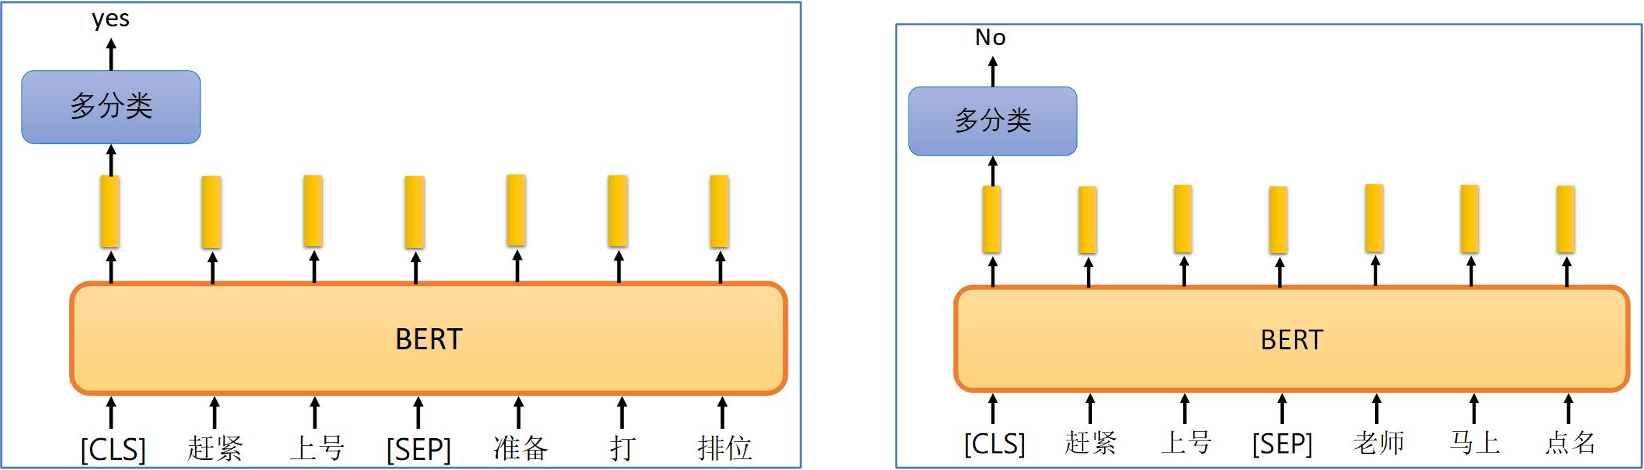 yes
多分类
BERT
[CLS] 赶紧 上号 [SEP] 准备 打 排位
No
多分类
BERT
[CLS] 赶紧 上号 [SEP] 老师 马上 点名